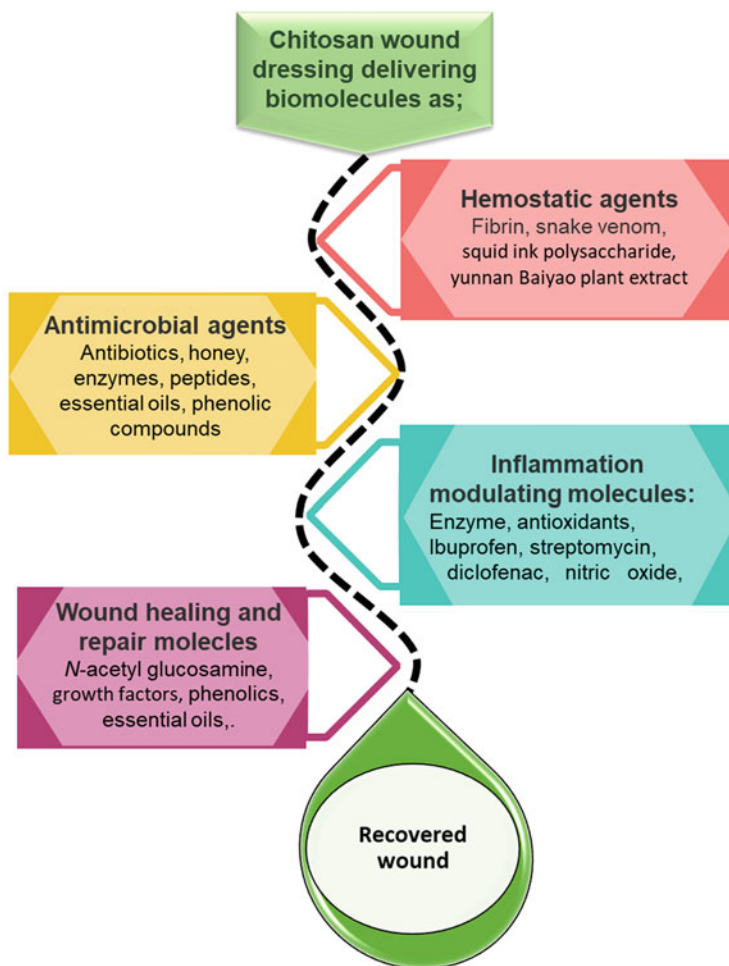 Chitosan wound
dressing delivering
biomolecules as;
Hemostatic agents
Fibrin, snake venom,
squid ink polysaccharide,
yunnan Baiyao plant extract
Antimicrobial agents
Antibiotics, honey,
enzymes, peptides,
essential oils, phenolic
compounds
Inflammation
modulating molecules:
Enzyme, antioxidants,
Ibuprofen, streptomycin,
diclofenac, nitric oxide,
Wound healing and
repair molecles
N-acetyl glucosamine,
growth factors, phenolics,
essential oils,.
Recovered
wound